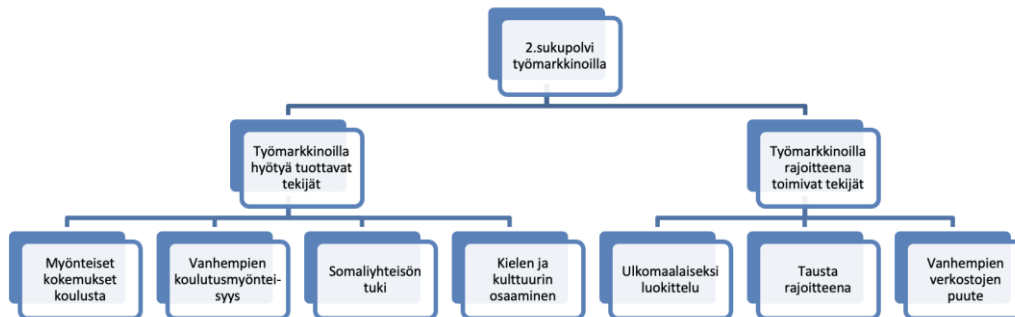 2.sukupolvi
työmarkkinoilla
Työmarkkinoilla
hyötyä tuottavat
tekijät
Työmarkkinoilla
rajoitteena
toimivat tekijät
Myönteiset
kokemukset
koulusta
Vanhempien
koulutusmyöntei-
syys
Somaliyhteisön
tuki
Kielen ja
kulttuurin
osaaminen
Ulkomaalaiseksi
luokittelu
Tausta
rajoitteena
Vanhempien
verkostojen
puute